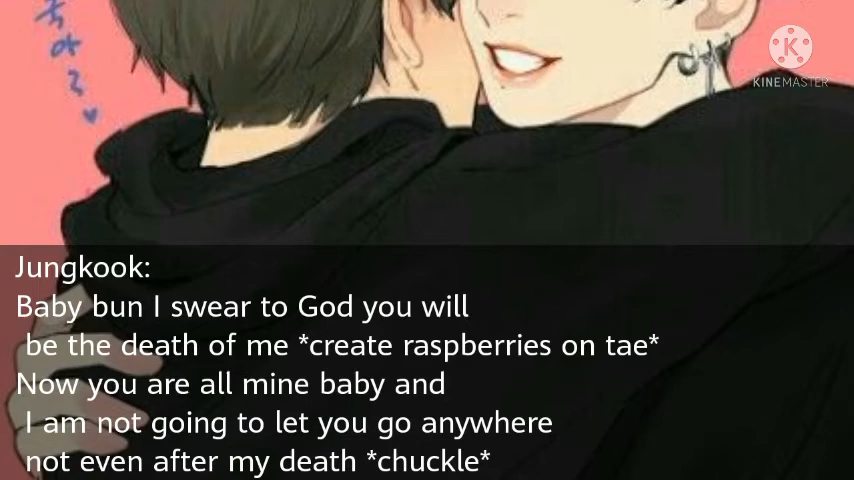 K
KINEMASTER
Jungkook:
Baby bun I swear to God you will
be the death of me *create raspberries on tae*
Now you are all mine baby and
I am not going to let you go anywhere
not even after my death *chuckle*